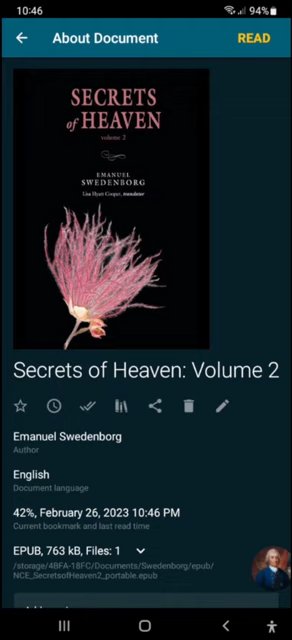 10:46
94%
About Document
READ
SECRETS
of HEAVEN
volume 2
EMANUEL
SWEDENBORG
Lisa Hyatt Cooper, translator
Secrets of Heaven: Volume 2
Emanuel Swedenborg
Author
English
Document language
42%, February 26, 2023 10:46 PM
Current bookmark and last read time
EPUB, 763 kB, Files: 1
/storage/4BFA-18FC/Documents/Swedenborg/epub/
NCE_SecretsofHeaven2_portable.epub